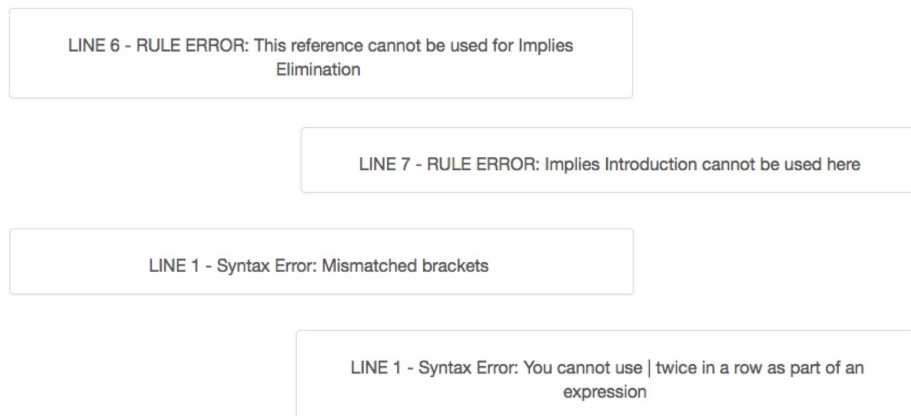 LINE 6 - RULE ERROR: This reference cannot be used for Implies
Elimination
LINE 7 - RULE ERROR: Implies Introduction cannot be used here
LINE 1 - Syntax Error: Mismatched brackets
LINE 1 - Syntax Error: You cannot use | twice in a row as part of an
expression